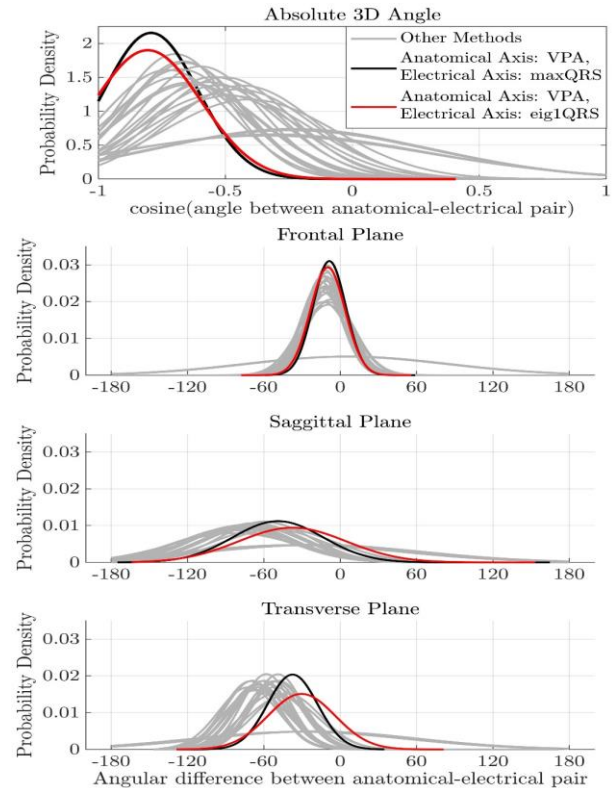 Absolute 3D Angle
Probability Density
2
1.5
1
0.5
0
-1
-0.5
0
0.5
1
Other Methods
Anatomical Axis: VPA,
Electrical Axis: maxQRS
Anatomical Axis: VPA,
Electrical Axis: eig1QRS
cosine(angle between anatomical-electrical pair)
Frontal Plane
Probability Density
0.03
0.02
0.01
0
-180
-120
-60
0
60
120
180
Saggittal Plane
Probability Density
0.03
0.02
0.01
0
-180
-120
-60
0
60
120
180
Transverse Plane
Probability Density
0.03
0.02
0.01
0
-180
-120
-60
0
60
120
180
Angular difference between anatomical-electrical pair